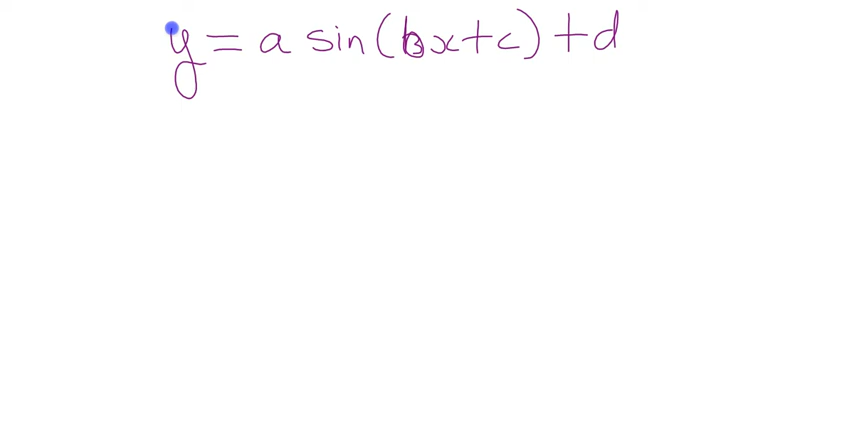 y = a sin(bx+c) + d